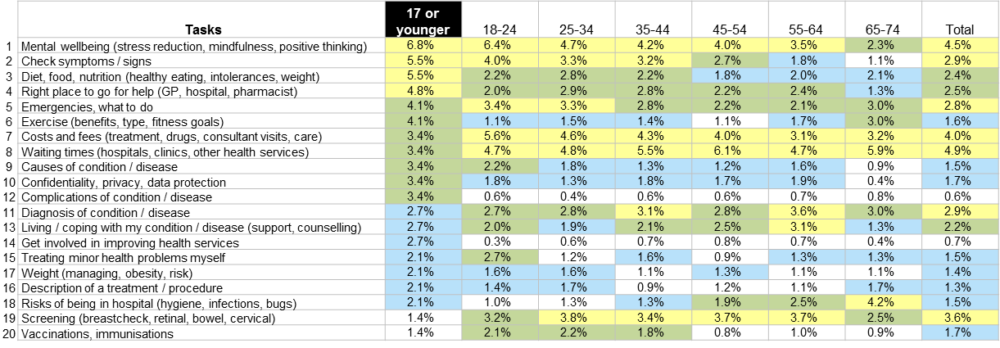 Tasks 17 or younger 18-24 25-34 35-44 45-54 55-64 65-74 Total
1 Mental wellbeing (stress reduction, mindfulness, positive thinking) 6.8% 6.4% 4.7% 4.2% 4.0% 3.5% 2.3% 4.5%
2 Check symptoms / signs 5.5% 4.0% 3.3% 3.2% 2.7% 1.8% 1.1% 2.9%
3 Diet, food, nutrition (healthy eating, intolerances, weight) 5.5% 2.2% 2.8% 2.2% 1.8% 2.0% 2.1% 2.4%
4 Right place to go for help (GP, hospital, pharmacist) 4.8% 2.0% 2.9% 2.8% 2.2% 2.4% 1.3% 2.5%
5 Emergencies, what to do 4.1% 3.4% 3.3% 2.8% 2.2% 2.1% 3.0% 2.8%
6 Exercise (benefits, type, fitness goals) 4.1% 1.1% 1.5% 1.4% 1.1% 1.7% 3.0% 1.6%
7 Costs and fees (treatment, drugs, consultant visits, care) 3.4% 5.6% 4.6% 4.3% 4.0% 3.1% 3.2% 4.0%
8 Waiting times (hospitals, clinics, other health services) 3.4% 4.7% 4.8% 5.5% 6.1% 4.7% 5.9% 4.9%
9 Causes of condition / disease 3.4% 2.2% 1.8% 1.3% 1.2% 1.6% 0.9% 1.5%
10 Confidentiality, privacy, data protection 3.4% 1.8% 1.3% 1.8% 1.7% 1.9% 0.4% 1.7%
12 Complications of condition / disease 3.4% 0.6% 0.4% 0.6% 0.6% 0.7% 0.8% 0.6%
11 Diagnosis of condition / disease 2.7% 2.7% 2.8% 3.1% 2.8% 3.6% 3.0% 2.9%
13 Living / coping with my condition / disease (support, counselling) 2.7% 2.0% 1.9% 2.1% 2.5% 3.1% 1.3% 2.2%
14 Get involved in improving health services 2.7% 0.3% 0.6% 0.7% 0.8% 0.7% 0.4% 0.7%
15 Treating minor health problems myself 2.1% 2.7% 1.2% 1.6% 0.9% 1.3% 1.3% 1.5%
17 Weight (managing, obesity, risk) 2.1% 1.6% 1.6% 1.1% 1.3% 1.1% 1.1% 1.4%
16 Description of a treatment / procedure 2.1% 1.4% 1.7% 0.9% 1.2% 1.1% 1.7% 1.3%
18 Risks of being in hospital (hygiene, infections, bugs) 2.1% 1.0% 1.3% 1.3% 1.9% 2.5% 4.2% 1.5%
19 Screening (breastcheck, retinal, bowel, cervical) 1.4% 3.2% 3.8% 3.4% 3.7% 3.7% 2.5% 3.6%
20 Vaccinations, immunisations 1.4% 2.1% 2.2% 1.8% 0.8% 1.0% 0.9% 1.7%